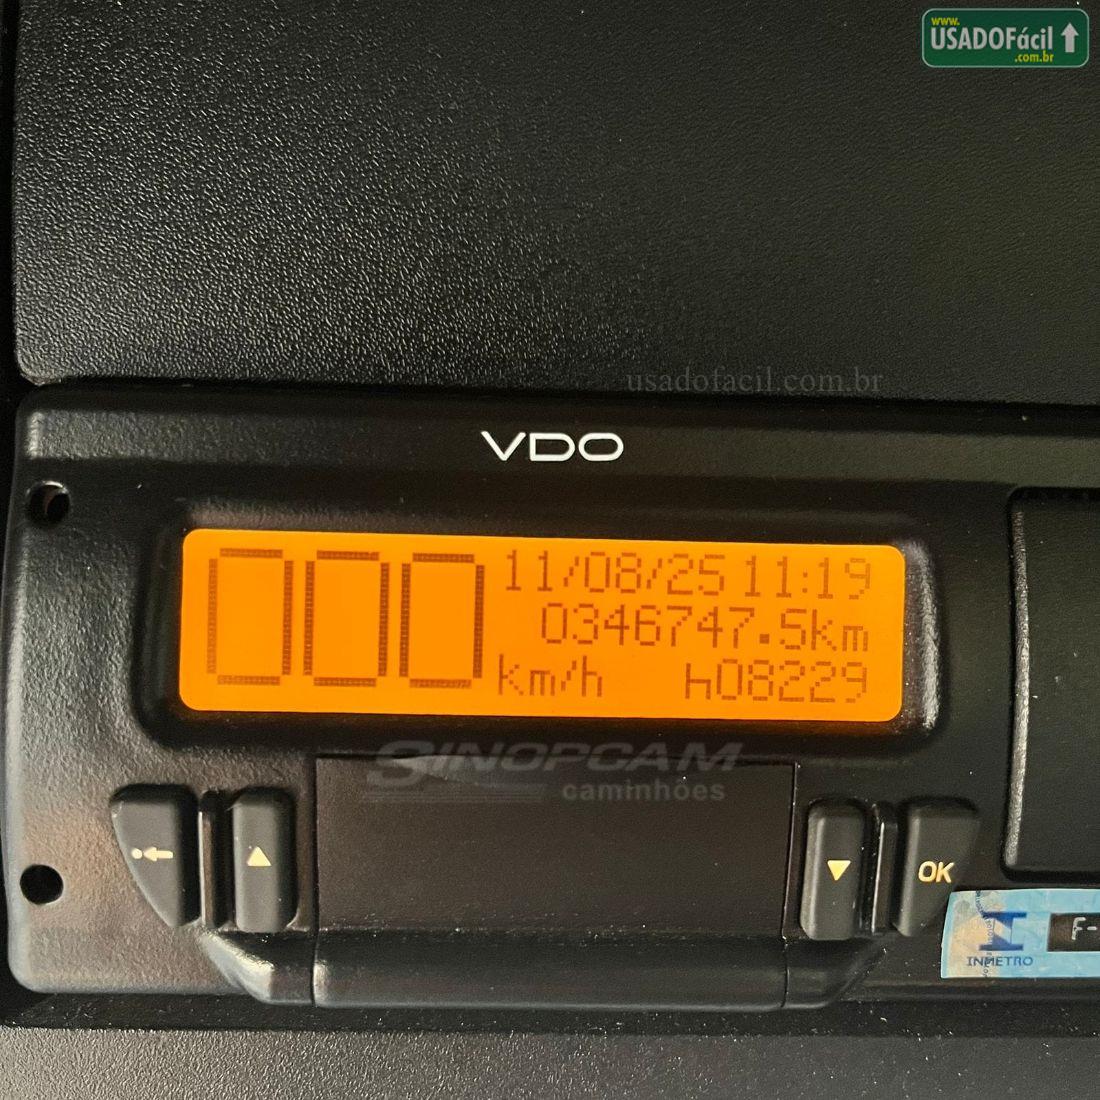 www.
USADOFácil
.com.br
usadofacil.com.br
VDO
000 11/08/25 11:19
0346747.5km
km/h h08229
SINOPCAM
caminhões
OK
INMETRO